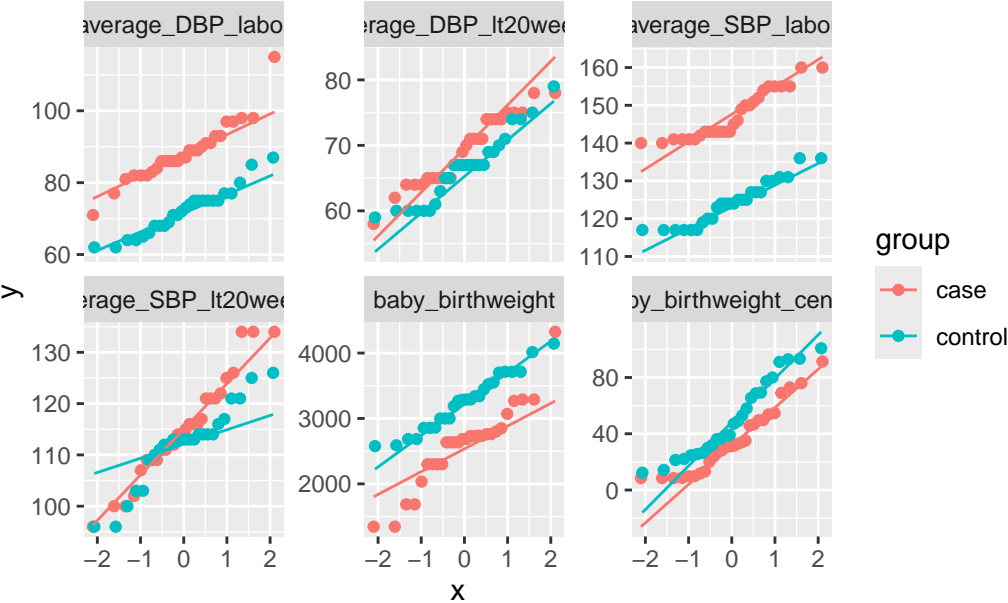 average_DBP_labo
erage_DBP_lt20wee
average_SBP_labo
100
80
60
80
70
60
160
150
140
130
120
110
erage_SBP_lt20wee
baby_birthweight
by_birthweight_cen
130
120
110
100
4000
3000
2000
80
40
0
−2 −1 0 1 2
−2 −1 0 1 2
−2 −1 0 1 2
x
y
group
case
control